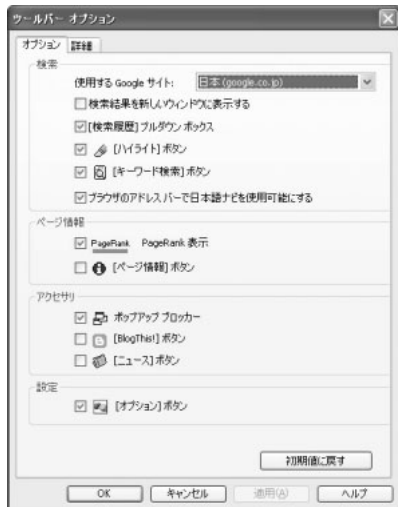 ツールバー オプション
オプション 詳細
検索
使用する Google サイト: 日本 (google.co.jp)
検索結果を新しいウィンドウに表示する
[検索履歴]プルダウン ボックス
[ハイライト]ボタン
[キーワード検索]ボタン
ブラウザのアドレス バーで日本語ナビを使用可能にする
ページ情報
PageRank PageRank 表示
[ページ情報]ボタン
アクセサリ
ポップアップ ブロッカー
[BlogThis!] ボタン
[ニュース]ボタン
設定
[オプション]ボタン
初期値に戻す
OK キャンセル 適用(A) ヘルプ